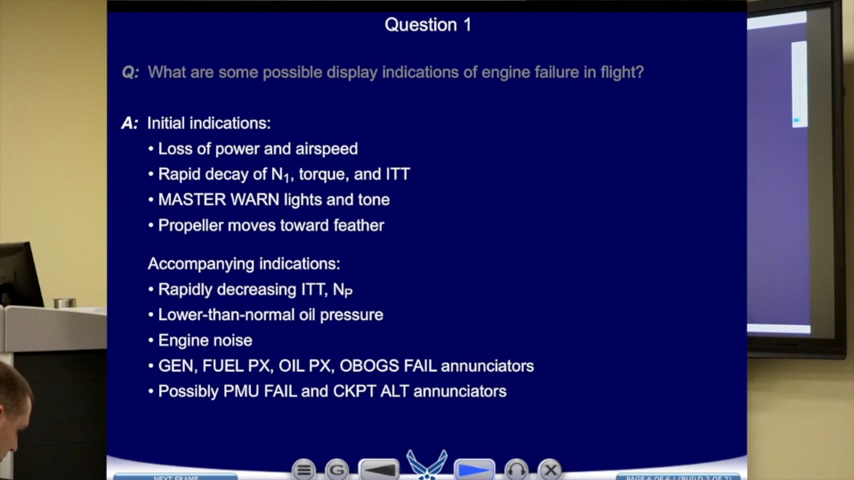 Question 1
Q: What are some possible display indications of engine failure in flight?
A: Initial indications:
• Loss of power and airspeed
• Rapid decay of N1, torque, and ITT
• MASTER WARN lights and tone
• Propeller moves toward feather
Accompanying indications:
• Rapidly decreasing ITT, NP
• Lower-than-normal oil pressure
• Engine noise
• GEN, FUEL PX, OIL PX, OBOGS FAIL annunciators
• Possibly PMU FAIL and CKPT ALT annunciators
G
NEXT FRAME